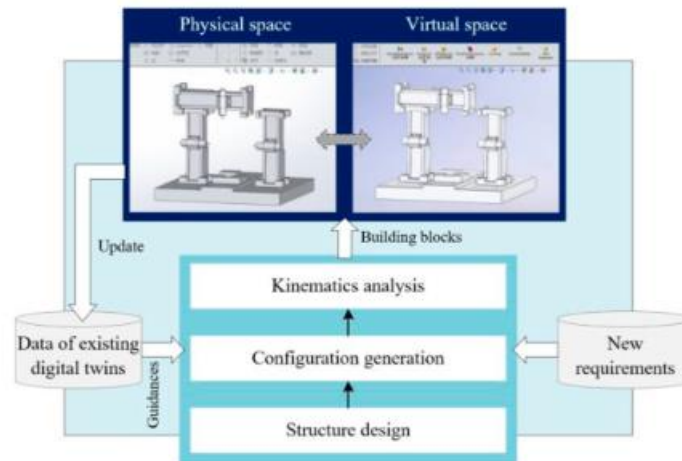 Physical space
Virtual space
Update
Building blocks
Kinematics analysis
Data of existing
digital twins
Guidances
Configuration generation
New
requirements
Structure design